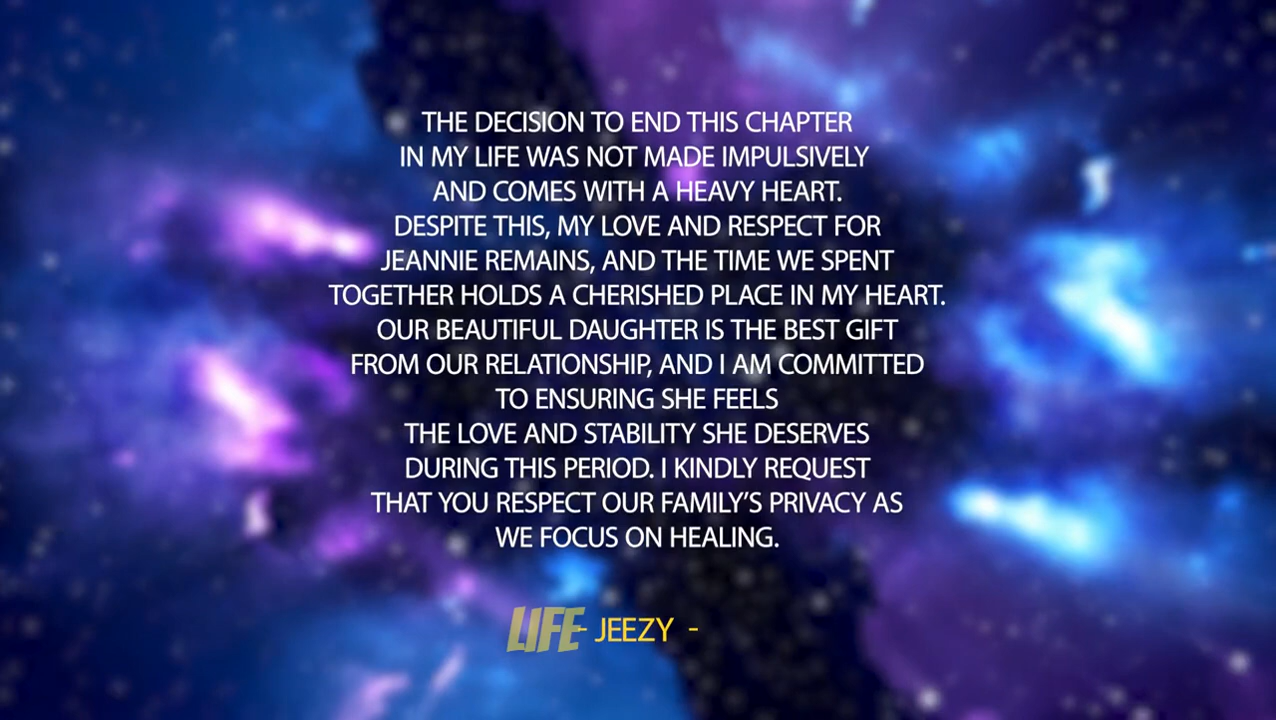 THE DECISION TO END THIS CHAPTER
IN MY LIFE WAS NOT MADE IMPULSIVELY
AND COMES WITH A HEAVY HEART.
DESPITE THIS, MY LOVE AND RESPECT FOR
JEANNIE REMAINS, AND THE TIME WE SPENT
TOGETHER HOLDS A CHERISHED PLACE IN MY HEART.
OUR BEAUTIFUL DAUGHTER IS THE BEST GIFT
FROM OUR RELATIONSHIP, AND I AM COMMITTED
TO ENSURING SHE FEELS
THE LOVE AND STABILITY SHE DESERVES
DURING THIS PERIOD. I KINDLY REQUEST
THAT YOU RESPECT OUR FAMILY’S PRIVACY AS
WE FOCUS ON HEALING.
LIFE - JEEZY -